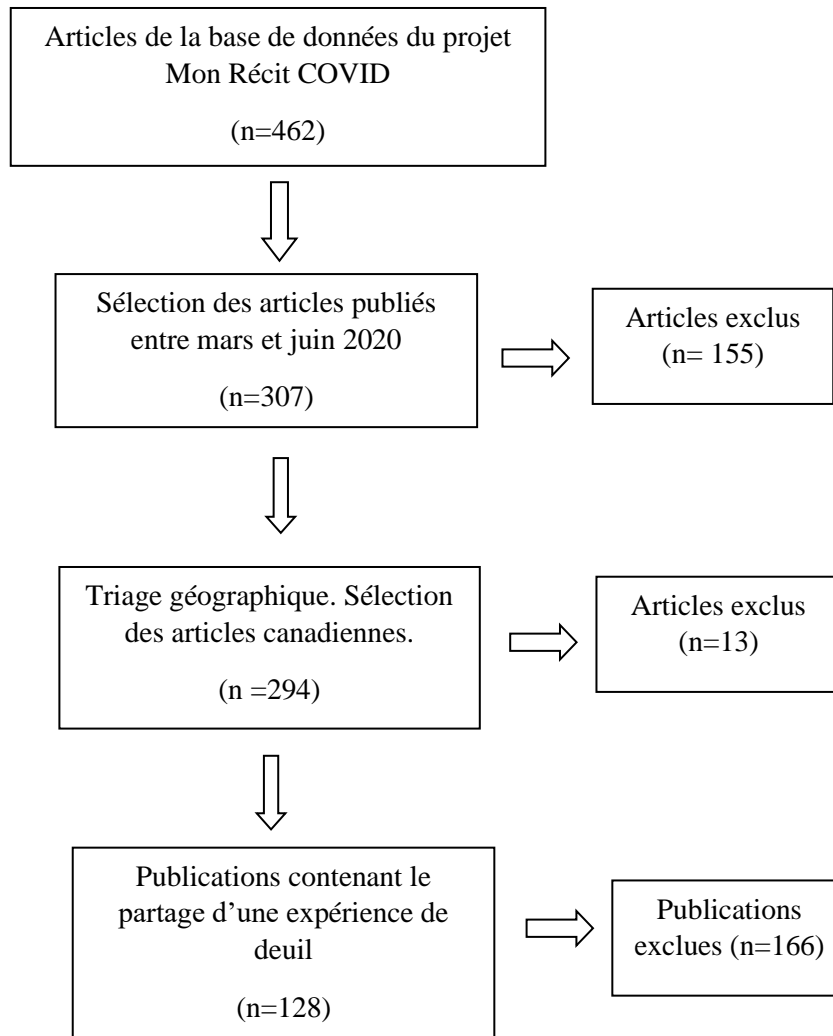 Articles de la base de données du projet
Mon Récit COVID
(n=462)
Sélection des articles publiés
entre mars et juin 2020
(n=307)
Articles exclus
(n= 155)
Triage géographique. Sélection
des articles canadiennes.
(n =294)
Articles exclus
(n=13)
Publications contenant le
partage d’une expérience de
deuil
(n=128)
Publications
exclues (n=166)